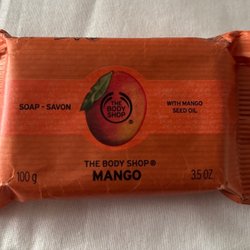 SOAP - SAVON
THE
BODY
SHOP
WITH MANGO
SEED OIL
THE BODY SHOP®
100 g
MANGO
3.5 OZ